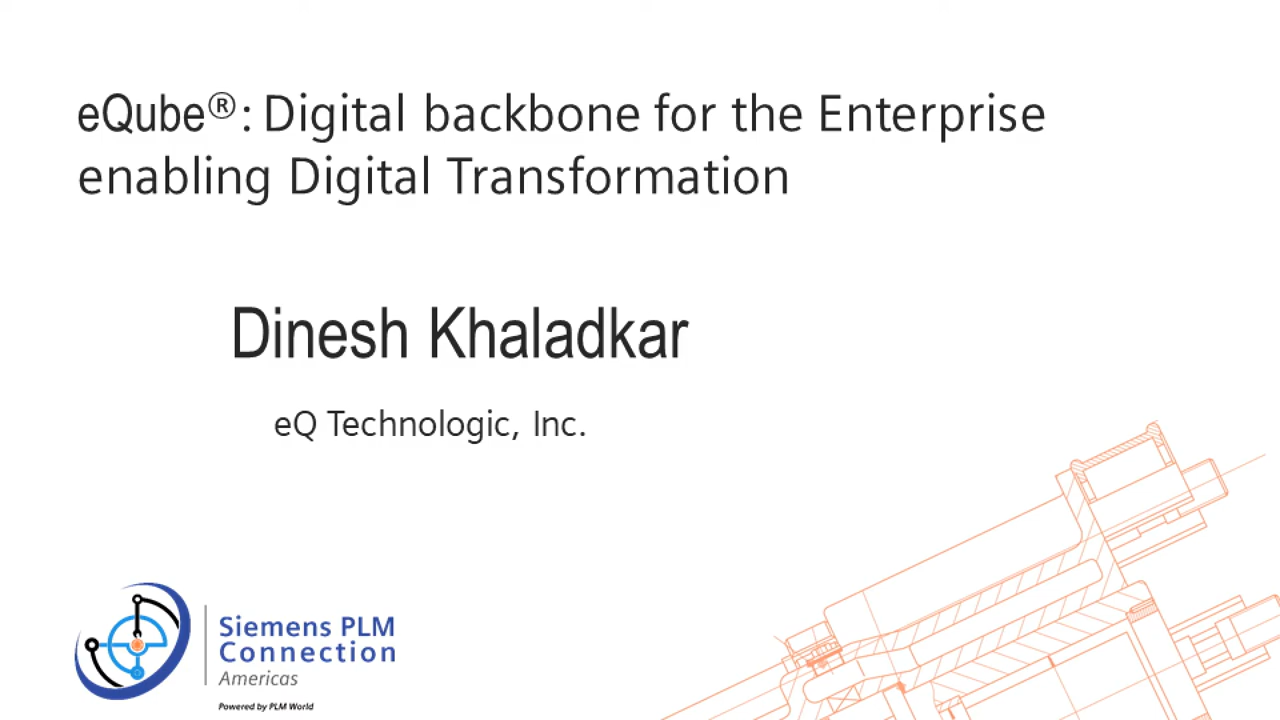 eQube®: Digital backbone for the Enterprise
enabling Digital Transformation
Dinesh Khaladkar
eQ Technologic, Inc.
Siemens PLM
Connection
Americas
Powered by PLM World